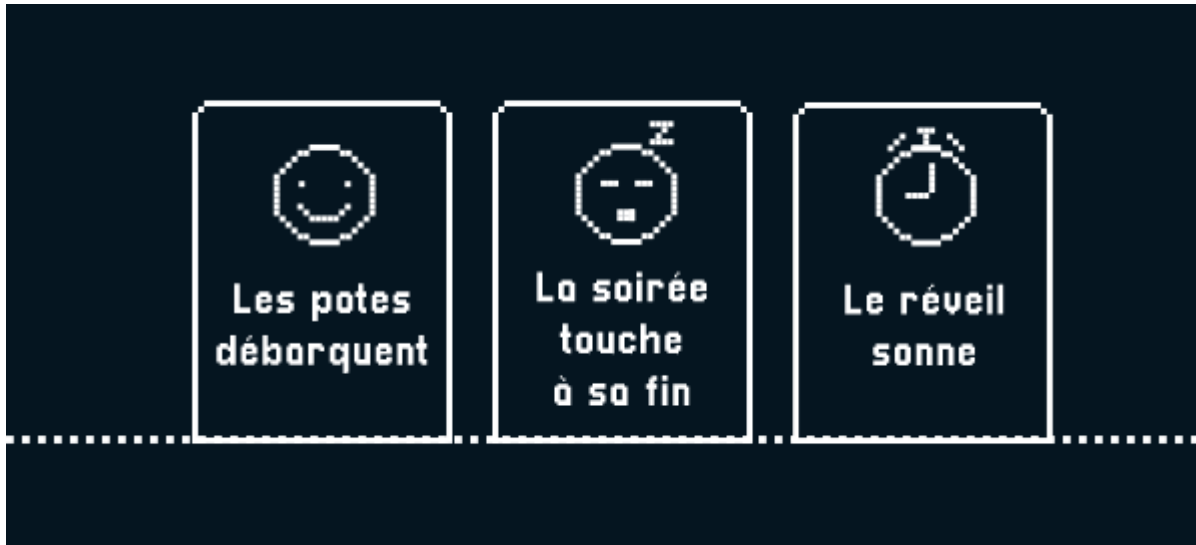 Les potes
débarquent
La soirée
touche
à sa fin
Le réveil
sonne